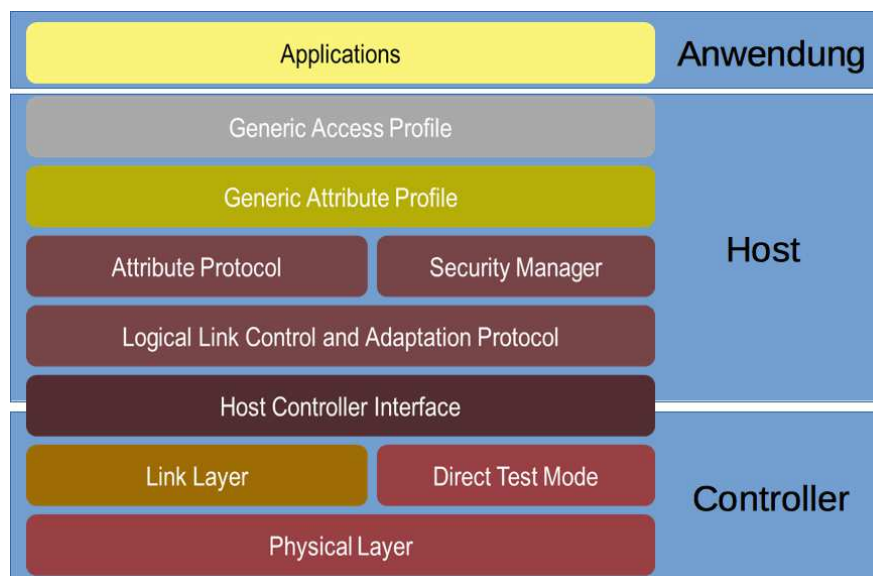 Applications
Anwendung
Generic Access Profile
Generic Attribute Profile
Attribute Protocol
Security Manager
Host
Logical Link Control and Adaptation Protocol
Host Controller Interface
Link Layer
Direct Test Mode
Controller
Physical Layer